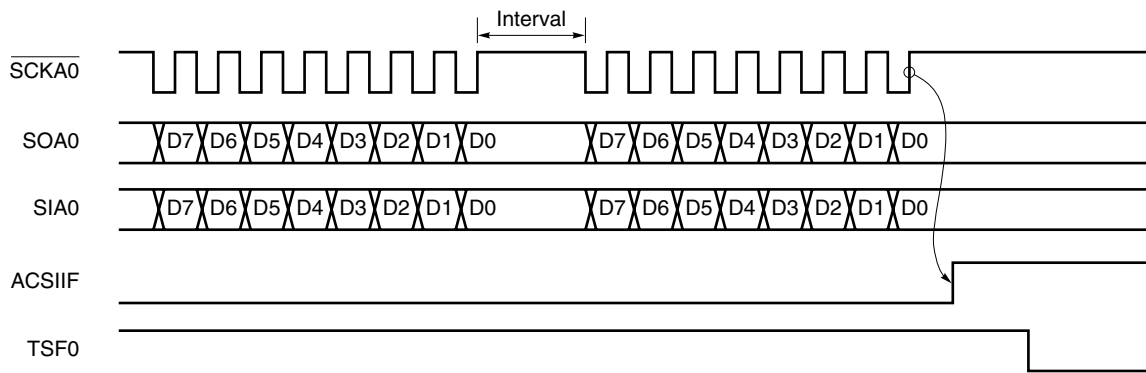 Interval
SCKA0
SOA0 D7 D6 D5 D4 D3 D2 D1 D0 D7 D6 D5 D4 D3 D2 D1 D0
SIA0 D7 D6 D5 D4 D3 D2 D1 D0 D7 D6 D5 D4 D3 D2 D1 D0
ACSIIF
TSF0